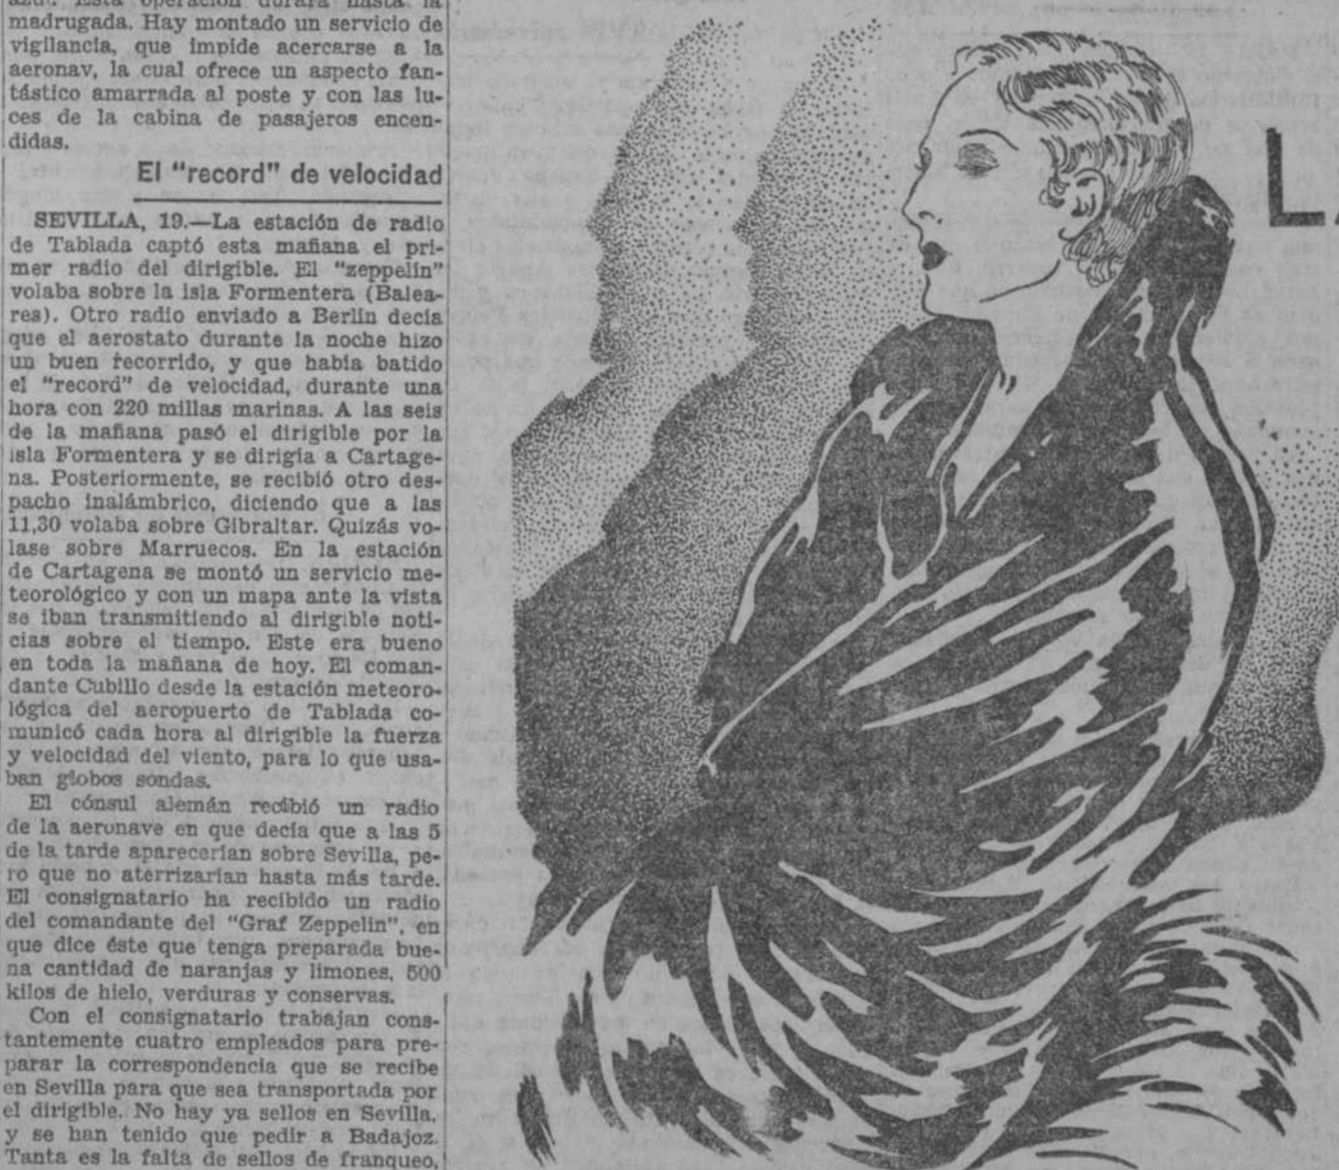 azul. Esta operación durará hasta la
madrugada. Hay montado un servicio de
vigilancia, que impide acercarse a la
aeronav, la cual ofrece un aspecto fan-
tástico amarrada al poste y con las lu-
ces de la cabina de pasajeros encen-
didas.
El "record" de velocidad
SEVILLA, 19.—La estación de radio
de Tablada captó esta mañana el pri-
mer radio del dirigible. El "zeppelin"
volaba sobre la isla Formentera (Balea-
res). Otro radio enviado a Berlín decía
que el aerostato durante la noche hizo
un buen recorrido, y que había batido
el "record" de velocidad, durante una
hora con 220 millas marinas. A las seis
de la mañana pasó el dirigible por la
isla Formentera y se dirigía a Cartage-
na. Posteriormente, se recibió otro des-
pacho inalámbrico, diciendo que a las
11,30 volaba sobre Gibraltar. Quizás vo-
lase sobre Marruecos. En la estación
de Cartagena se montó un servicio me-
teorológico y con un mapa ante la vista
se iban transmitiendo al dirigible noti-
cias sobre el tiempo. Este era bueno
en toda la mañana de hoy. El coman-
dante Cubillo desde la estación meteoro-
lógica del aeropuerto de Tablada co-
municó cada hora al dirigible la fuerza
y velocidad del viento, para lo que usa-
ban globos sondas.
El cónsul alemán recibió un radio
de la aeronave en que decía que a las 5
de la tarde aparecerían sobre Sevilla, pe-
ro que no aterrizarían hasta más tarde.
El consignatario ha recibido un radio
del comandante del "Graf Zeppelin", en
que dice éste que tenga preparada bue-
na cantidad de naranjas y limones, 500
kilos de hielo, verduras y conservas.
Con el consignatario trabajan cons-
tantemente cuatro empleados para pre-
parar la correspondencia que se recibe
en Sevilla para que sea transportada por
el dirigible. No hay ya sellos en Sevilla,
y se han tenido que pedir a Badajoz.
Tanta es la falta de sellos de franqueo,
L